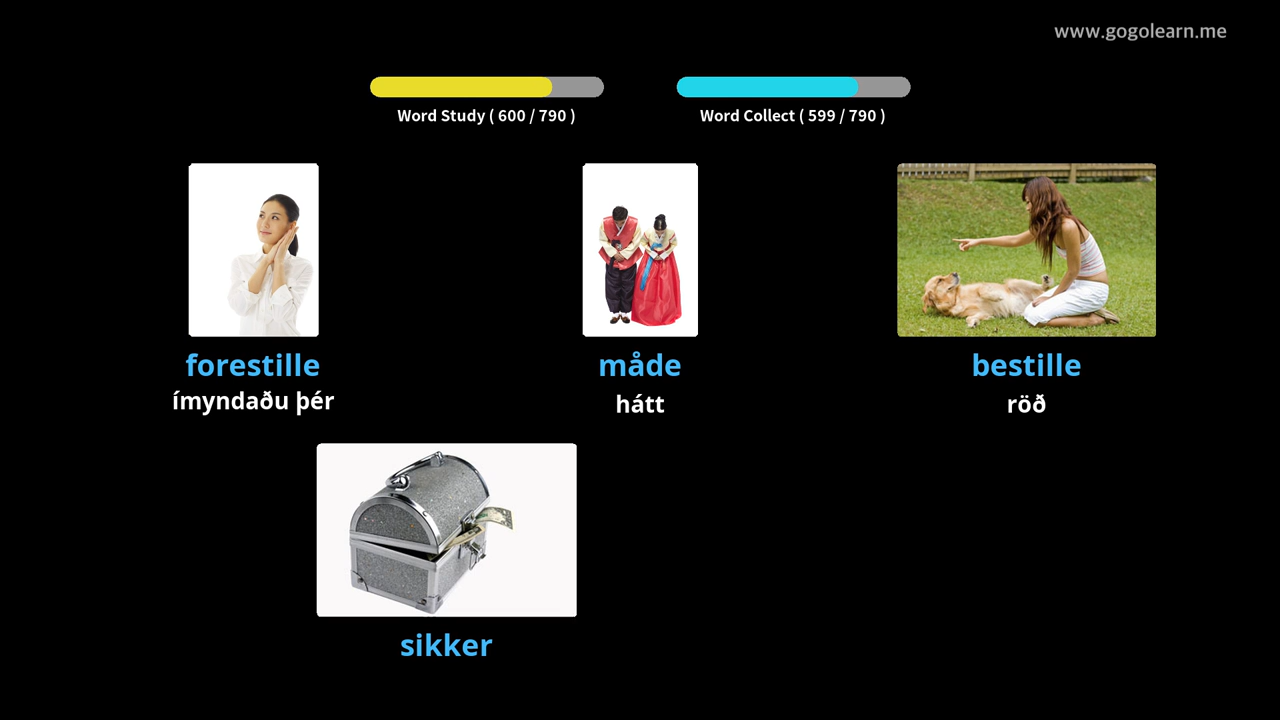 www.gogolearn.me
Word Study ( 600 / 790 )
Word Collect ( 599 / 790 )
forestille
måde
bestille
ímyndaðu þér
hátt
röð
sikker